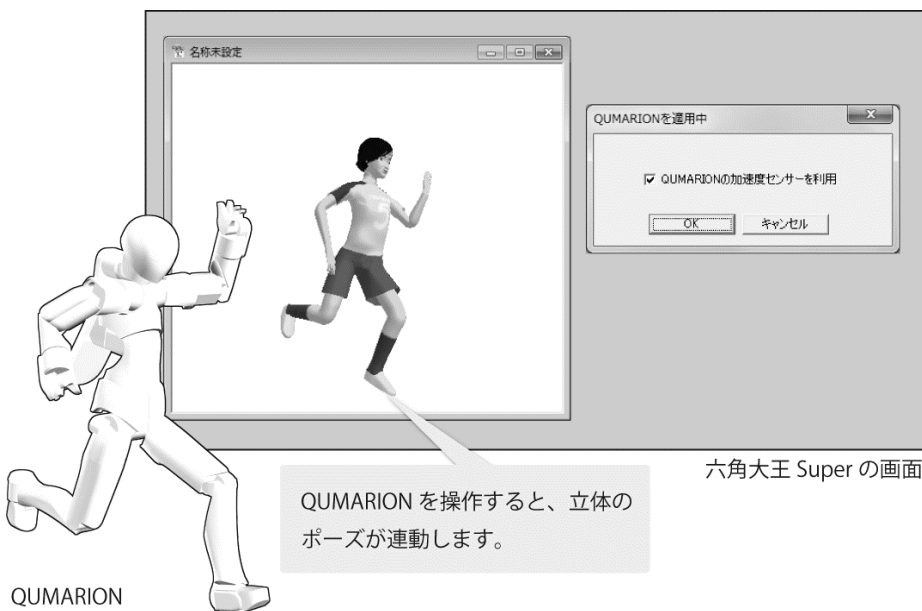 名称未設定
QUMARIONを適用中
QUMARIONの加速度センサーを利用
OK
キャンセル
六角大王 Super の画面
QUMARION を操作すると、立体の
ポーズが連動します。
QUMARION